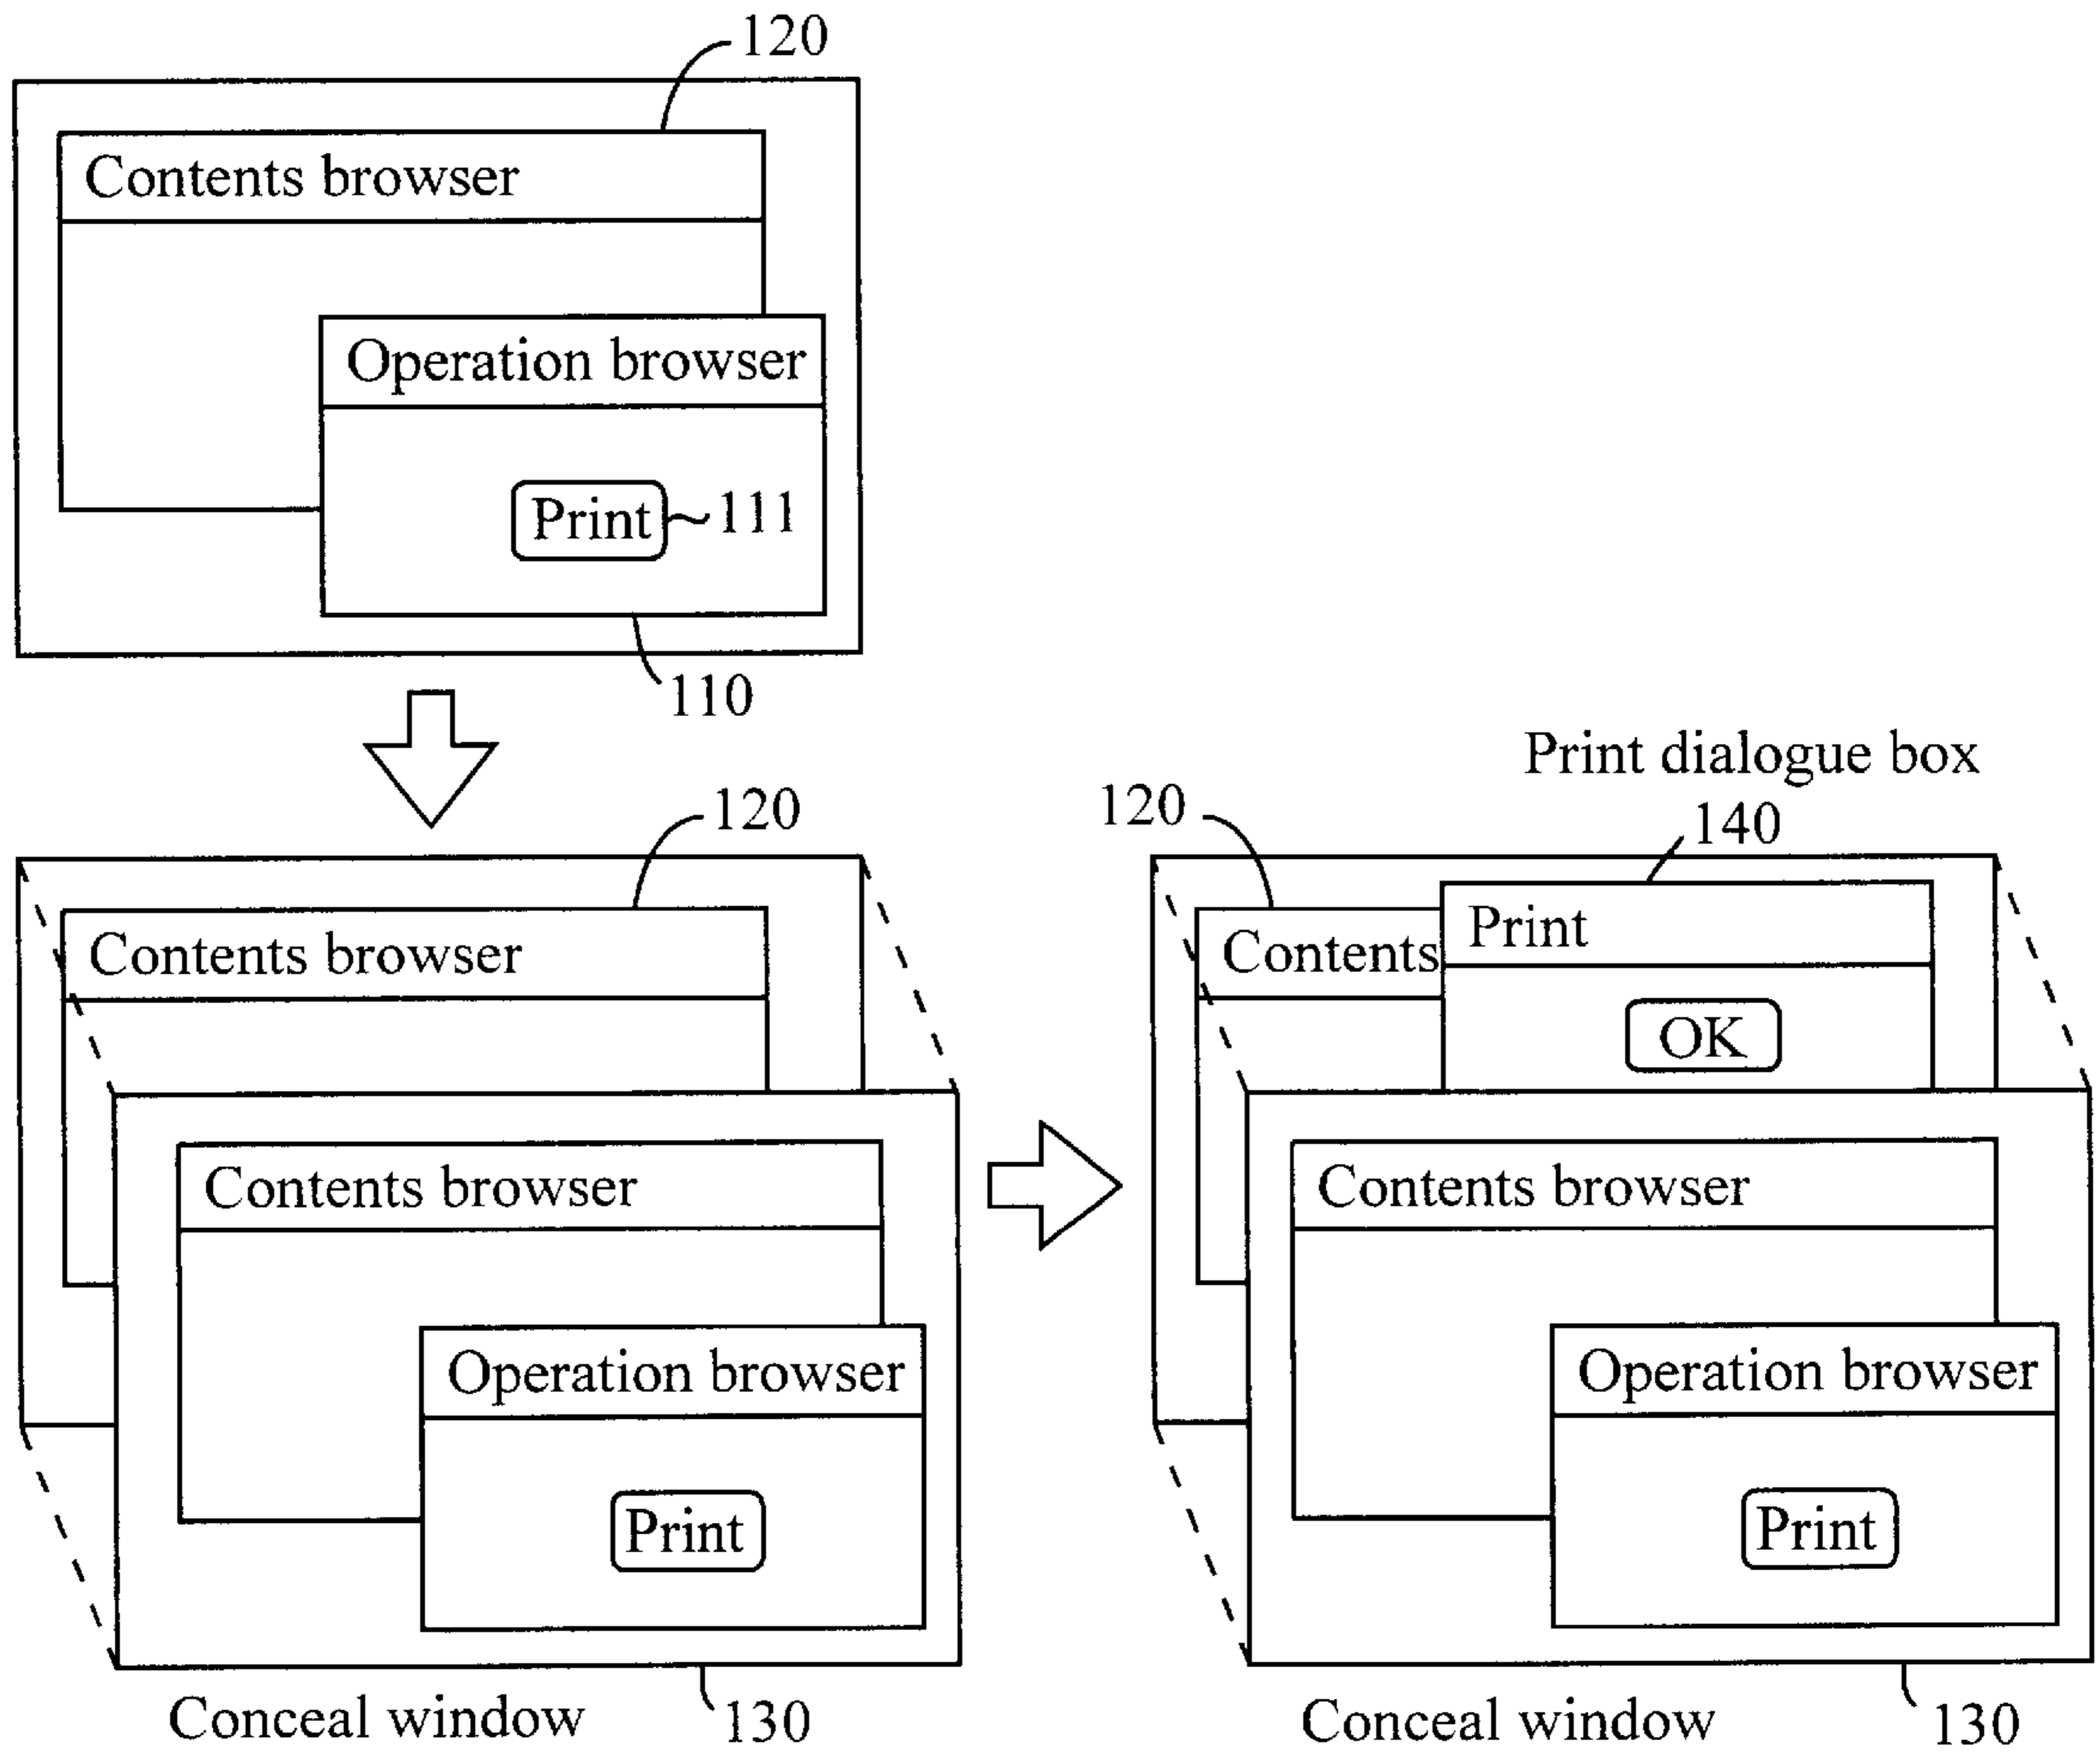 120
Contents browser
Operation browser
Print 111
110
120
Contents browser
Contents browser
Operation browser
Print
Conceal window 130
Print dialogue box
120 140
Contents Print
OK
Contents browser
Operation browser
Print
Conceal window 130